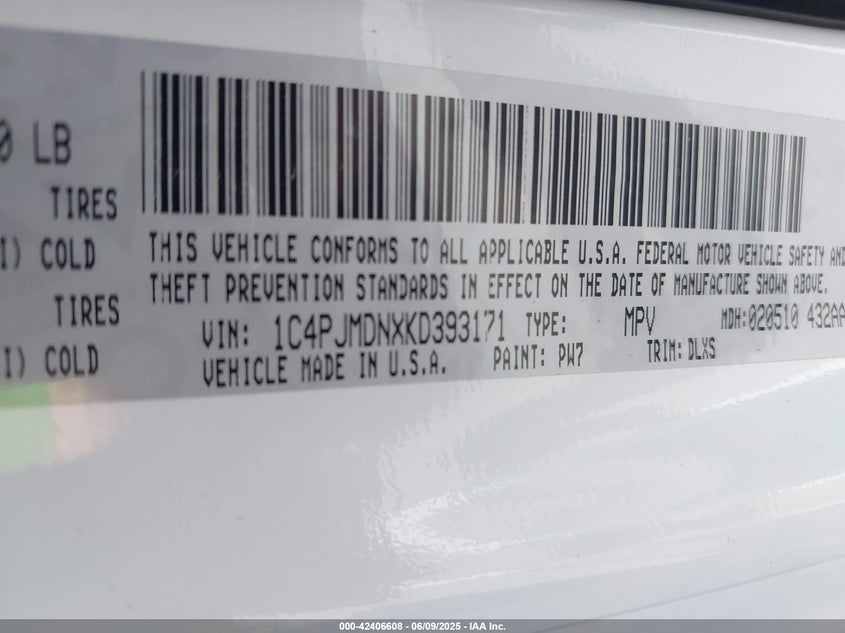 0 LB
TIRES
I) COLD
TIRES
I) COLD
THIS VEHICLE CONFORMS TO ALL APPLICABLE U.S.A. FEDERAL MOTOR VEHICLE SAFETY AND
THEFT PREVENTION STANDARDS IN EFFECT ON THE DATE OF MANUFACTURE SHOWN ABOVE.
VIN: 1C4PJMDNXKD393171 TYPE: MPV MDH:020510 432AA
VEHICLE MADE IN U.S.A. PAINT: PW7 TRIM: DLXS
000-42406608 - 06/09/2025 - IAA Inc.